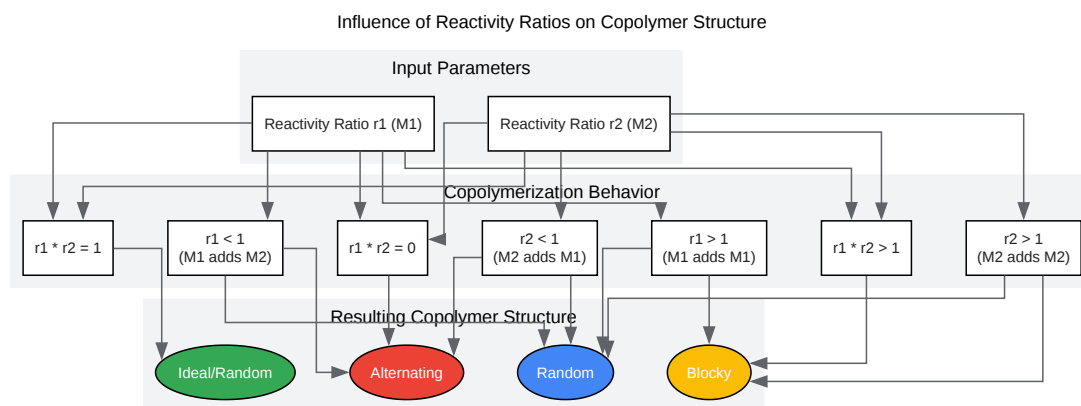 Influence of Reactivity Ratios on Copolymer Structure
Input Parameters
Reactivity Ratio r1 (M1)
Reactivity Ratio r2 (M2)
Copolymerization Behavior
r1 * r2 = 1
r1 < 1
(M1 adds M2)
r1 * r2 = 0
r2 < 1
(M2 adds M1)
r1 > 1
(M1 adds M1)
r1 * r2 > 1
r2 > 1
(M2 adds M2)
Resulting Copolymer Structure
Ideal/Random
Alternating
Random
Blocky